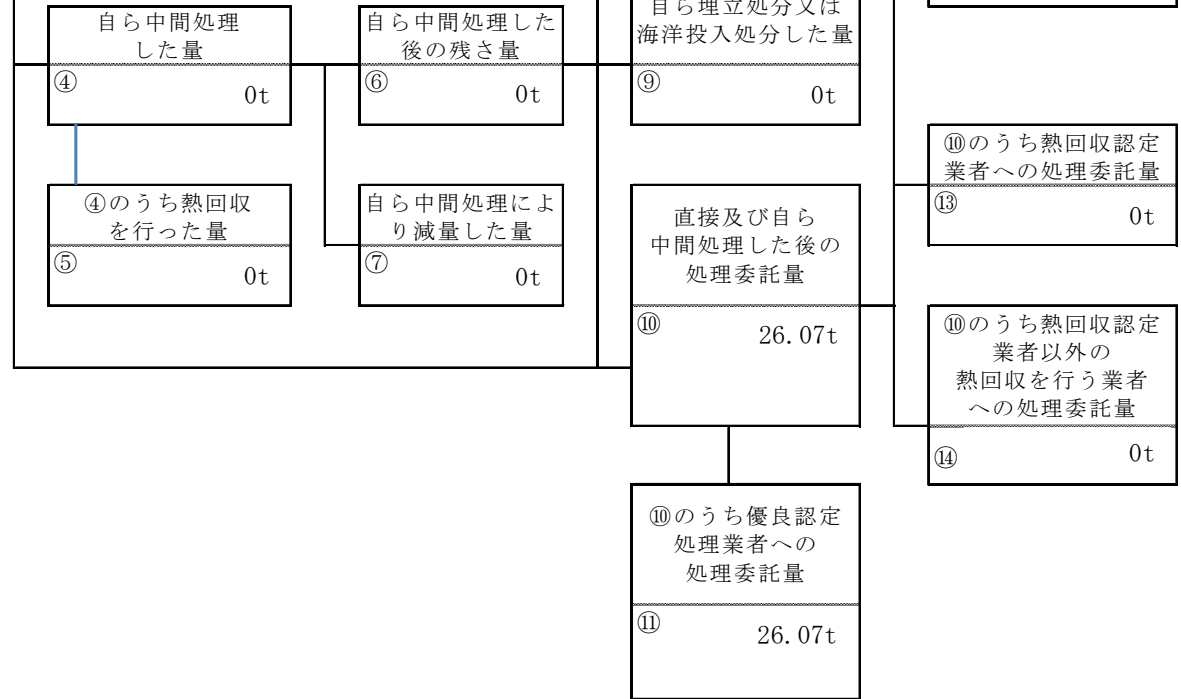 自ら中間処理
した量
④
0t
自ら中間処理した
後の残さ量
⑥
0t
自ら埋立処分又は
海洋投入処分した量
⑨
0t
④のうち熱回収
を行った量
⑤
0t
自ら中間処理によ
り減量した量
⑦
0t
直接及び自ら
中間処理した後の
処理委託量
⑩
26.07t
⑩のうち優良認定
処理業者への
処理委託量
⑪
26.07t
⑩のうち熱回収認定
業者への処理委託量
⑬
0t
⑩のうち熱回収認定
業者以外の
熱回収を行う業者
への処理委託量
⑭
0t